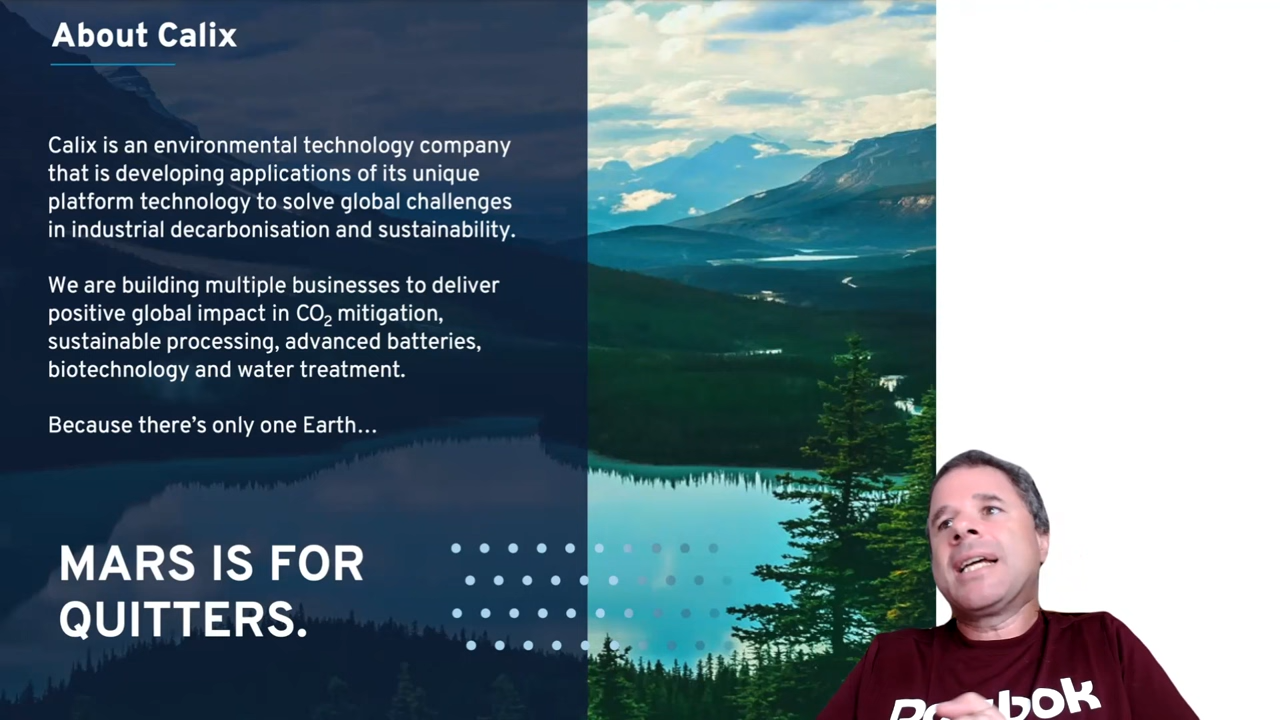 About Calix
Calix is an environmental technology company
that is developing applications of its unique
platform technology to solve global challenges
in industrial decarbonisation and sustainability.
We are building multiple businesses to deliver
positive global impact in CO₂ mitigation,
sustainable processing, advanced batteries,
biotechnology and water treatment.
Because there's only one Earth…
MARS IS FOR
QUITTERS.
Reebok